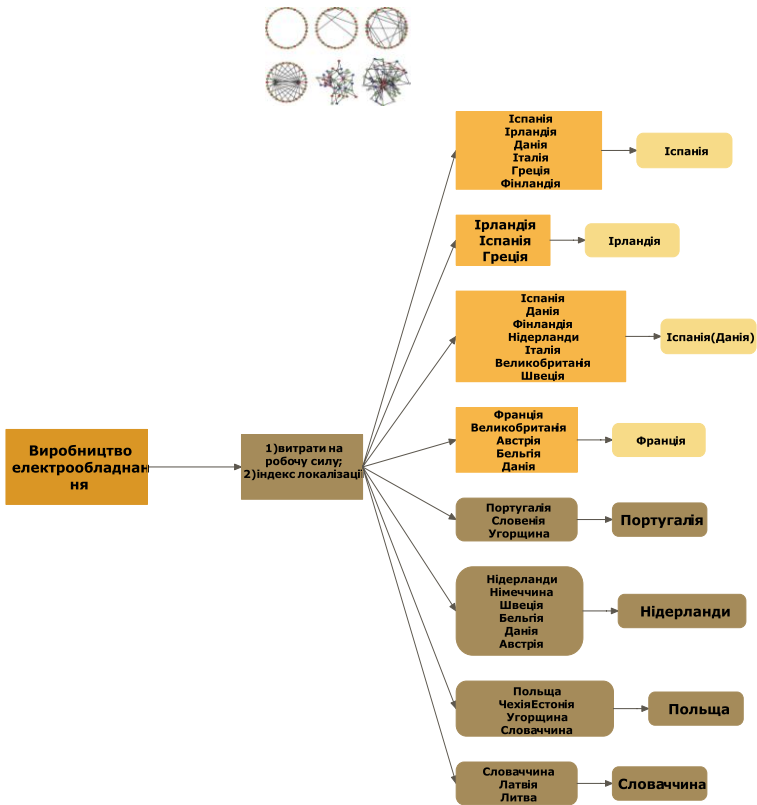 Іспанія
Ірландія
Данія
Італія
Греція
Фінландія
Іспанія
Ірландія
Іспанія
Греція
Ірландія
Іспанія
Данія
Фінландія
Нідерланди
Італія
Великобританія
Швеція
Іспанія(Данія)
Франція
Великобританія
Австрія
Бельгія
Данія
Франція
Виробництво
електрообладнан
ня
1)витрати на
робочу силу;
2)індекс локалізації
Португалія
Словенія
Угорщина
Португалія
Нідерланди
Німеччина
Швеція
Бельгія
Данія
Австрія
Нідерланди
Польща
ЧехіяЕстонія
Угорщина
Словаччина
Польща
Словаччина
Латвія
Литва
Словаччина